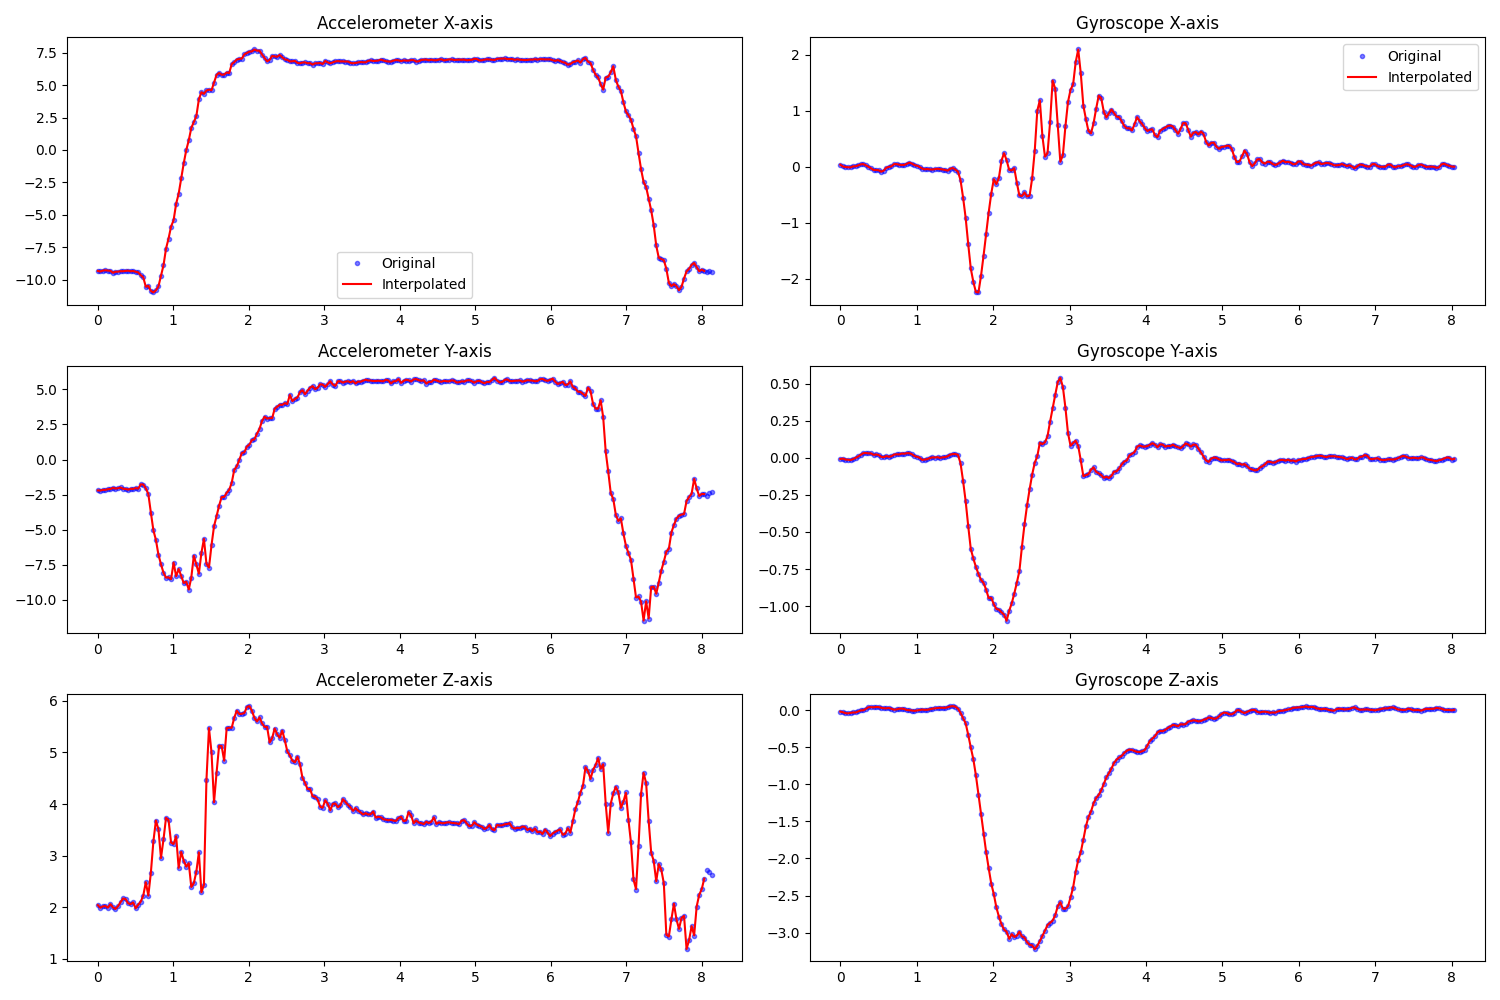 Accelerometer X-axis
7.5
5.0
2.5
0.0
−2.5
−5.0
−7.5
−10.0
Original
Interpolated
0 1 2 3 4 5 6 7 8
Gyroscope X-axis
2
1
0
−1
−2
Original
Interpolated
0 1 2 3 4 5 6 7 8
Accelerometer Y-axis
5.0
2.5
0.0
−2.5
−5.0
−7.5
−10.0
0 1 2 3 4 5 6 7 8
Gyroscope Y-axis
0.50
0.25
0.00
−0.25
−0.50
−0.75
−1.00
0 1 2 3 4 5 6 7 8
Accelerometer Z-axis
6
5
4
3
2
1
0 1 2 3 4 5 6 7 8
Gyroscope Z-axis
0.0
−0.5
−1.0
−1.5
−2.0
−2.5
−3.0
0 1 2 3 4 5 6 7 8